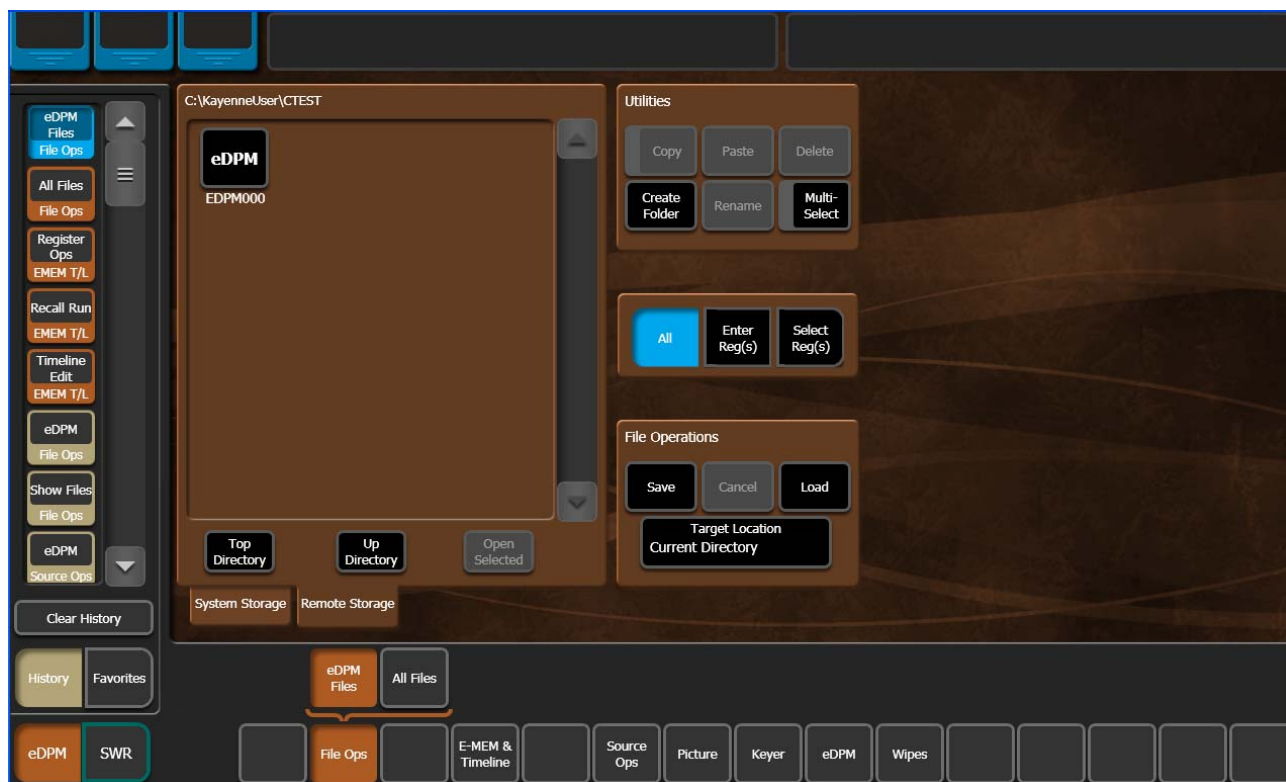 eDPM
Files
File Ops
All Files
File Ops
Register
Ops
EMEM T/L
Recall Run
EMEM T/L
Timeline
Edit
EMEM T/L
eDPM
File Ops
Show Files
File Ops
eDPM
Source Ops
Clear History
History
Favorites
eDPM
SWR
C:\KayenneUser\CTEST
eDPM
EDPM000
Top
Directory
Up
Directory
Open
Selected
System Storage
Remote Storage
Utilities
Copy
Paste
Delete
Create
Folder
Rename
Multi-
Select
All
Enter
Reg(s)
Select
Reg(s)
File Operations
Save
Cancel
Load
Target Location
Current Directory
eDPM
Files
All Files
File Ops
E-MEM &
Timeline
Source
Ops
Picture
Keyer
eDPM
Wipes